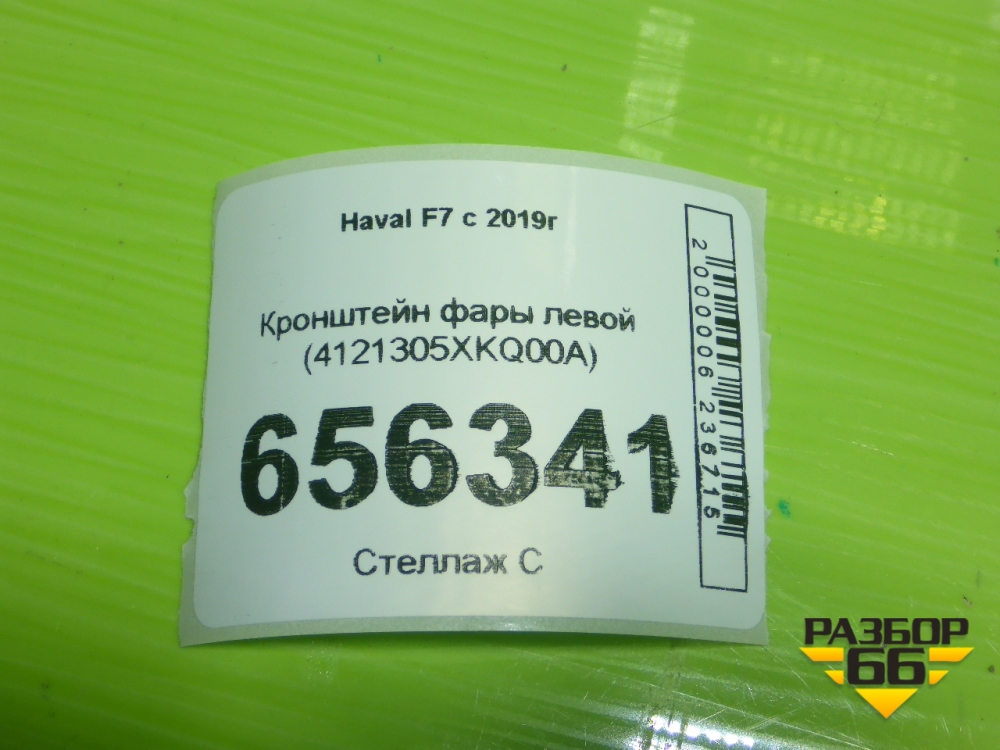 Haval F7 с 2019г
Кронштейн фары левой
(4121305XKQ00A)
656341
Стеллаж С
2000006236715
РАЗБОР
66